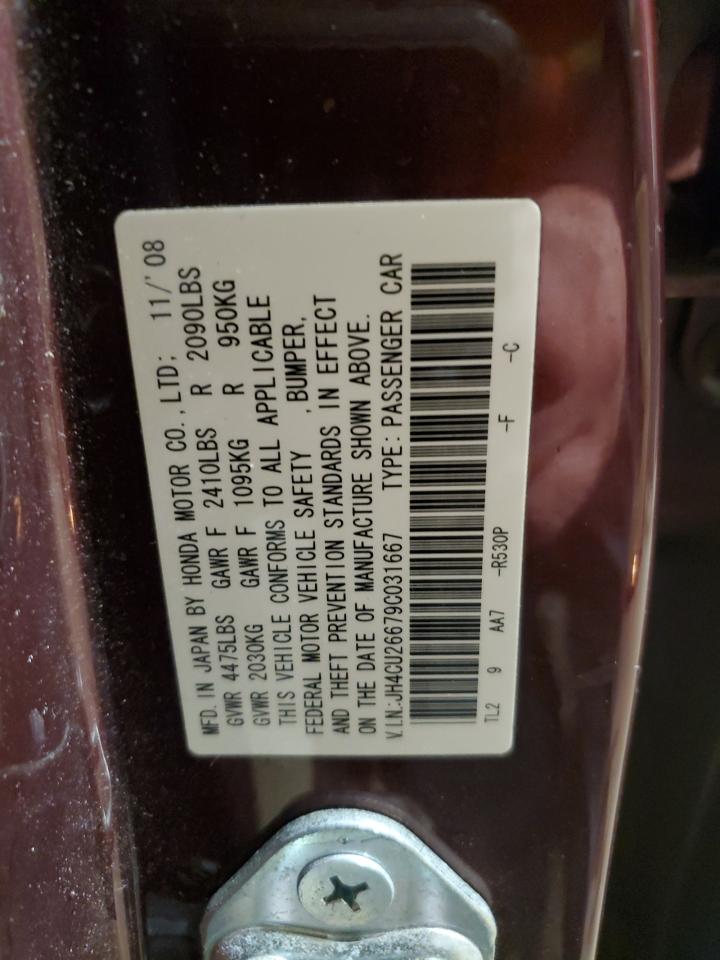 MFD. IN JAPAN BY HONDA MOTOR CO., LTD; 11/'08
GVWR 4475LBS GAWR F 2410LBS R 2090LBS
GVWR 2030KG GAWR F 1095KG R 950KG
THIS VEHICLE CONFORMS TO ALL APPLICABLE
FEDERAL MOTOR VEHICLE SAFETY , BUMPER,
AND THEFT PREVENTION STANDARDS IN EFFECT
ON THE DATE OF MANUFACTURE SHOWN ABOVE.
V.I.N.:JH4CU26679C031667 TYPE: PASSENGER CAR
TL2 9 AA7 -R530P -F -C